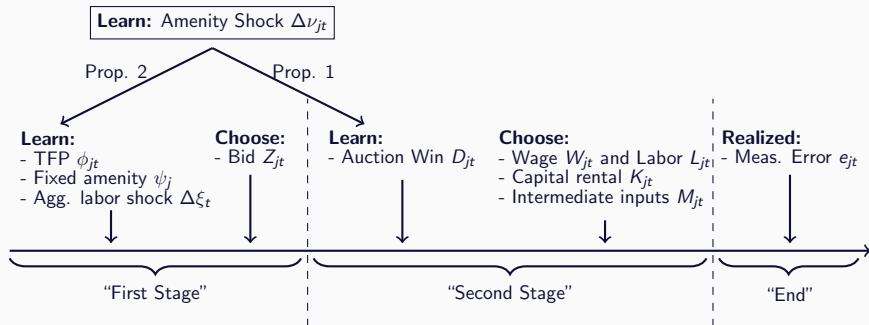 Learn: Amenity Shock Δν_jt
Prop. 2
Prop. 1
Learn:
- TFP ϕ_jt
- Fixed amenity ψ_j
- Agg. labor shock Δξ_t
Choose:
- Bid Z_jt
Learn:
- Auction Win D_jt
Choose:
- Wage W_jt and Labor L_jt
- Capital rental K_jt
- Intermediate inputs M_jt
Realized:
- Meas. Error e_jt
“First Stage”
“Second Stage”
“End”